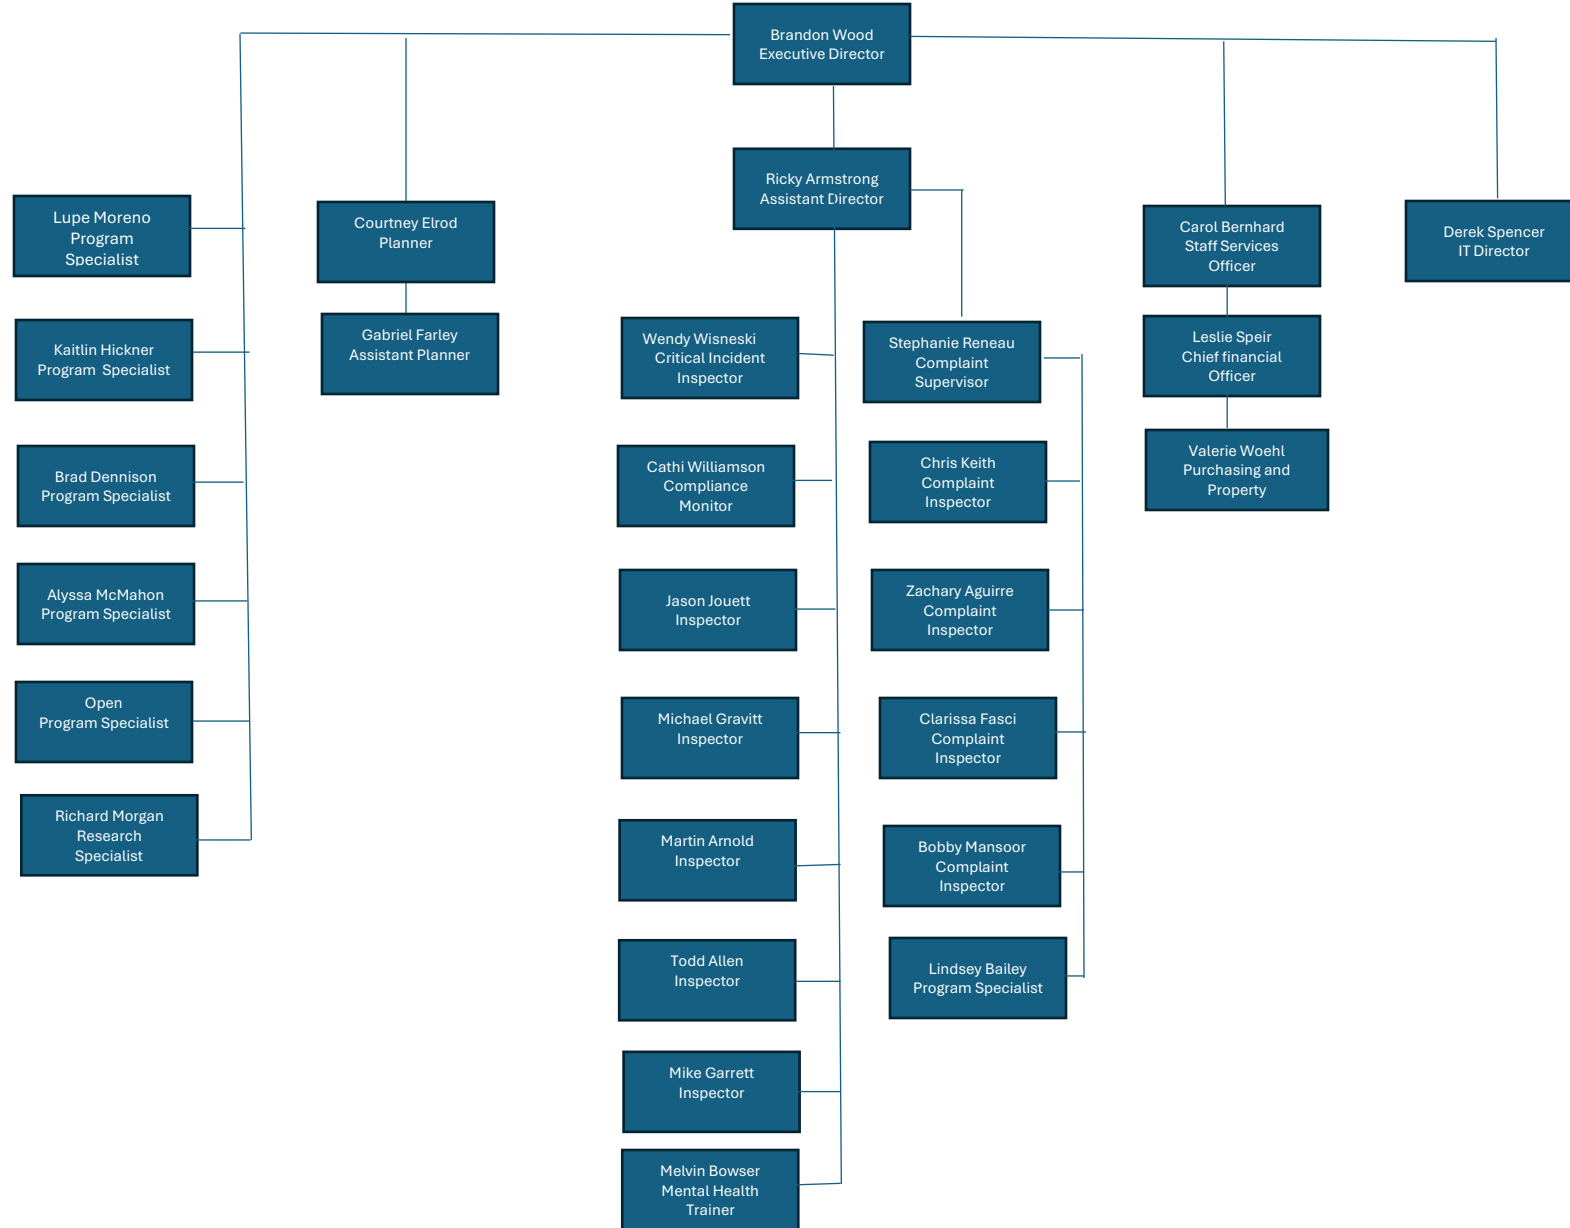 Brandon Wood
Executive Director
Ricky Armstrong
Assistant Director
Lupe Moreno
Program
Specialist
Kaitlin Hickner
Program Specialist
Brad Dennison
Program Specialist
Alyssa McMahon
Program Specialist
Open
Program Specialist
Richard Morgan
Research
Specialist
Courtney Elrod
Planner
Gabriel Farley
Assistant Planner
Wendy Wisneski
Critical Incident
Inspector
Cathi Williamson
Compliance
Monitor
Jason Jouett
Inspector
Michael Gravitt
Inspector
Martin Arnold
Inspector
Todd Allen
Inspector
Mike Garrett
Inspector
Melvin Bowser
Mental Health
Trainer
Stephanie Reneau
Complaint
Supervisor
Chris Keith
Complaint
Inspector
Zachary Aguirre
Complaint
Inspector
Clarissa Fasci
Complaint
Inspector
Bobby Mansoor
Complaint
Inspector
Lindsey Bailey
Program Specialist
Carol Bernhard
Staff Services
Officer
Leslie Speir
Chief financial
Officer
Valerie Woehl
Purchasing and
Property
Derek Spencer
IT Director